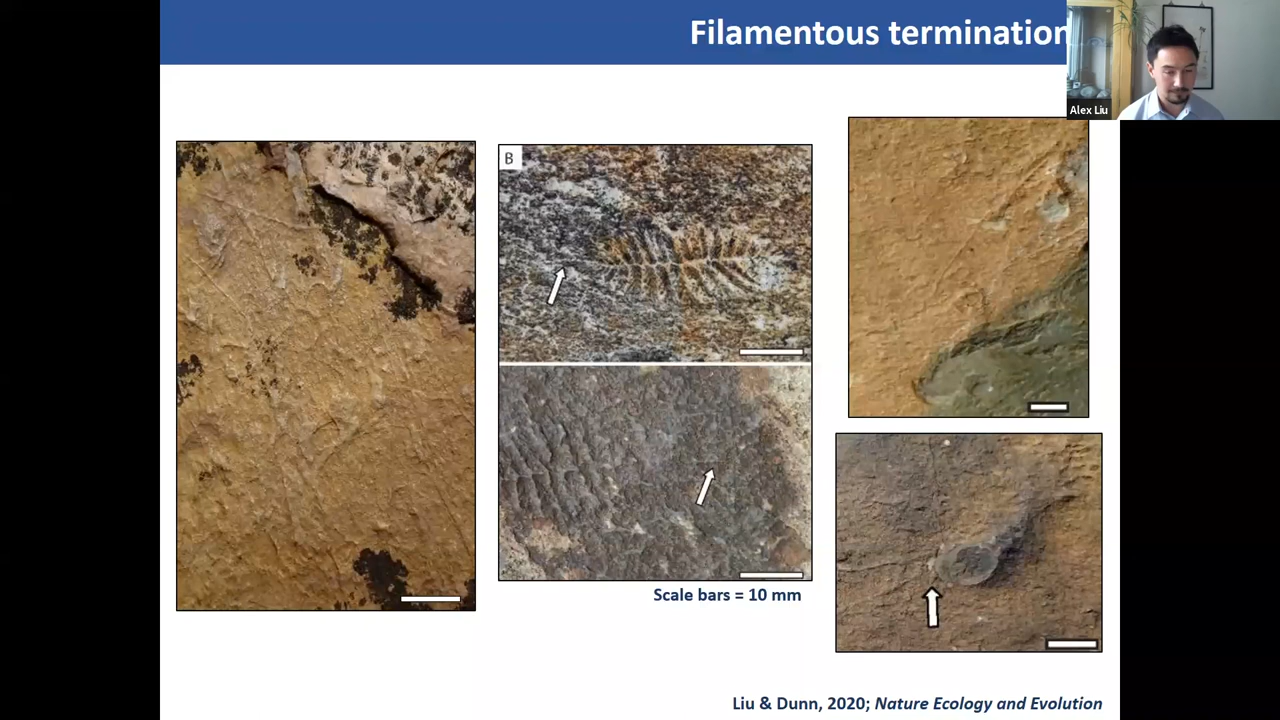 Filamentous termination
Alex Liu
B
Scale bars = 10 mm
Liu & Dunn, 2020; Nature Ecology and Evolution